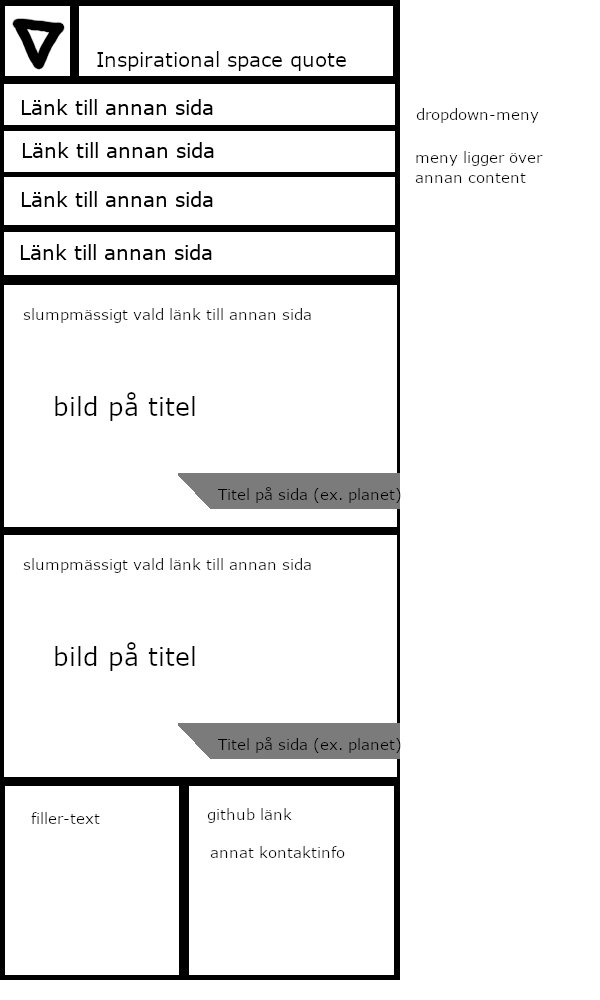 Inspirational space quote
Länk till annan sida
dropdown-meny
Länk till annan sida
meny ligger över
annan content
Länk till annan sida
Länk till annan sida
slumpmässigt vald länk till annan sida
bild på titel
Titel på sida (ex. planet)
slumpmässigt vald länk till annan sida
bild på titel
Titel på sida (ex. planet)
filler-text
github länk
annat kontaktinfo